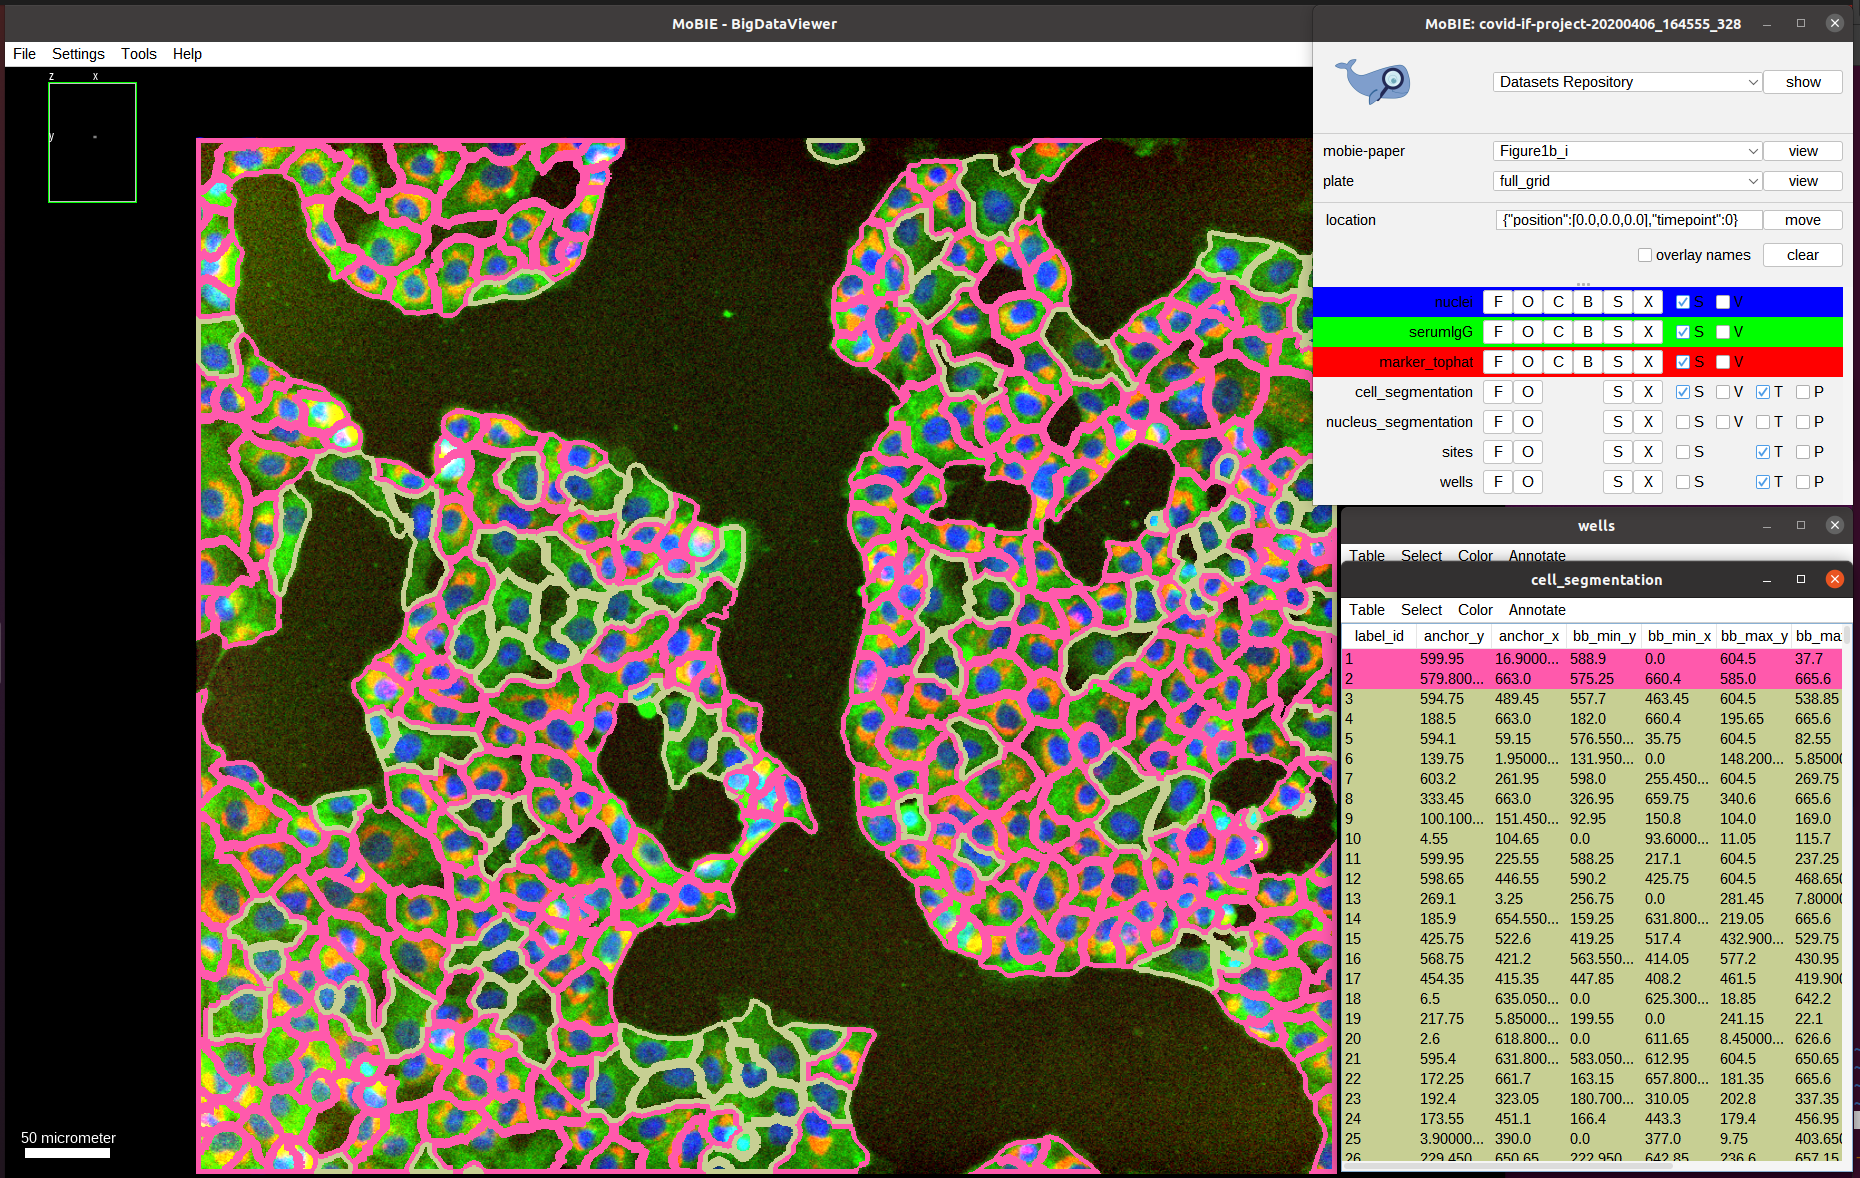 MoBIE - BigDataViewer
File Settings Tools Help
z x
y
50 micrometer
MoBIE: covid-if-project-20200406_164555_328
Datasets Repository show
mobie-paper Figure1b_i view
plate full_grid view
location {"position":[0.0,0.0,0.0],"timepoint":0} move
overlay names clear
nuclei F O C B S X S V
serumIgG F O C B S X S V
marker_tophat F O C B S X S V
cell_segmentation F O S X S V T P
nucleus_segmentation F O S X S V T P
sites F O S X S T P
wells F O S X S T P
wells
Table Select Color Annotate
cell_segmentation
Table Select Color Annotate
label_id anchor_y anchor_x bb_min_y bb_min_x bb_max_y bb_ma
1 599.95 16.9000... 588.9 0.0 604.5 37.7
2 579.800... 663.0 575.25 660.4 585.0 665.6
3 594.75 489.45 557.7 463.45 604.5 538.85
4 188.5 663.0 182.0 660.4 195.65 665.6
5 594.1 59.15 576.550... 35.75 604.5 82.55
6 139.75 1.95000... 131.950... 0.0 148.200... 5.8500
7 603.2 261.95 598.0 255.450... 604.5 269.75
8 333.45 663.0 326.95 659.75 340.6 665.6
9 100.100... 151.450... 92.95 150.8 104.0 169.0
10 4.55 104.65 0.0 93.6000... 11.05 115.7
11 599.95 225.55 588.25 217.1 604.5 237.25
12 598.65 446.55 590.2 425.75 604.5 468.650
13 269.1 3.25 256.75 0.0 281.45 7.8000
14 185.9 654.550... 159.25 631.800... 219.05 665.6
15 425.75 522.6 419.25 517.4 432.900... 529.75
16 568.75 421.2 563.550... 414.05 577.2 430.95
17 454.35 415.35 447.85 408.2 461.5 419.900
18 6.5 635.050... 0.0 625.300... 18.85 642.2
19 217.75 5.85000... 199.55 0.0 241.15 22.1
20 2.6 618.800... 0.0 611.65 8.45000... 626.6
21 595.4 631.800... 583.050... 612.95 604.5 650.65
22 172.25 661.7 163.15 657.800... 181.35 665.6
23 192.4 323.05 180.700... 310.05 202.8 337.35
24 173.55 451.1 166.4 443.3 179.4 456.95
25 3.90000... 390.0 0.0 377.0 9.75 403.650
26 229.450 650.65 222.950 642.85 236.6 657.15